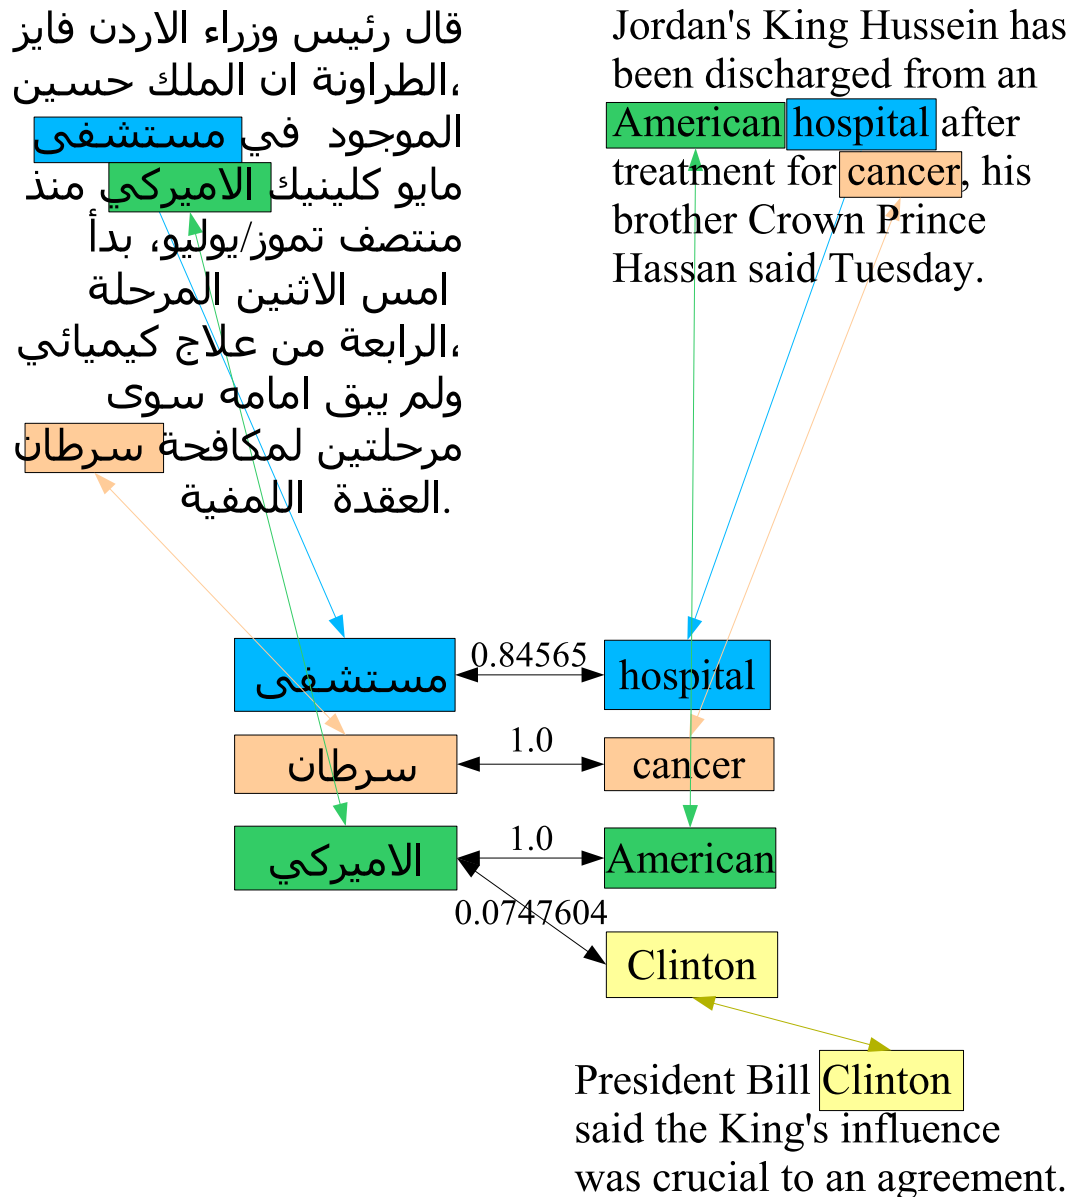 قال رئيس وزراء الاردن فايز
الطراونة ان الملك حسين،
الموجود في مستشفى
مايو كلينيك الاميركي منذ
منتصف تموز/يوليو، بدأ
امس الاثنين المرحلة
الرابعة من علاج كيميائي،
ولم يبق امامه سوى
مرحلتين لمكافحة سرطان
العقدة اللمفية.
Jordan's King Hussein has
been discharged from an
American hospital after
treatment for cancer, his
brother Crown Prince
Hassan said Tuesday.
مستشفى 0.84565 hospital
سرطان 1.0 cancer
الاميركي 1.0 American
0.0747604
Clinton
President Bill Clinton
said the King's influence
was crucial to an agreement.